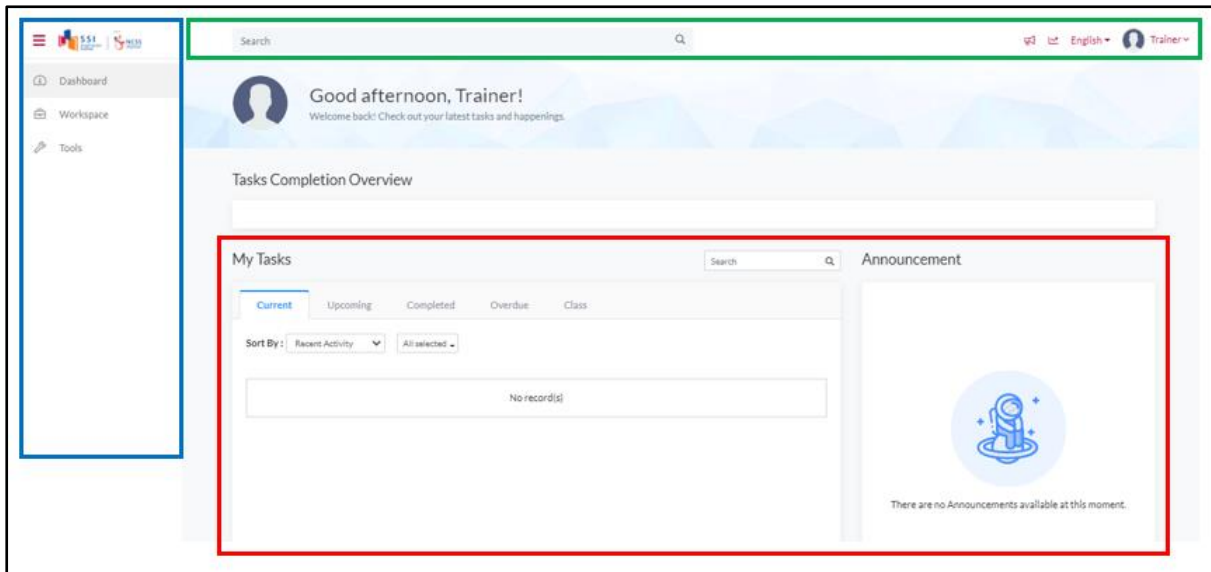 SSI
NCSS
Search
English
Trainer
Dashboard
Workspace
Tools
Good afternoon, Trainer!
Welcome back! Check out your latest tasks and happenings.
Tasks Completion Overview
My Tasks
Search
Announcement
Current Upcoming Completed Overdue Class
Sort By : Recent Activity All selected
No record(s)
There are no Announcements available at this moment.